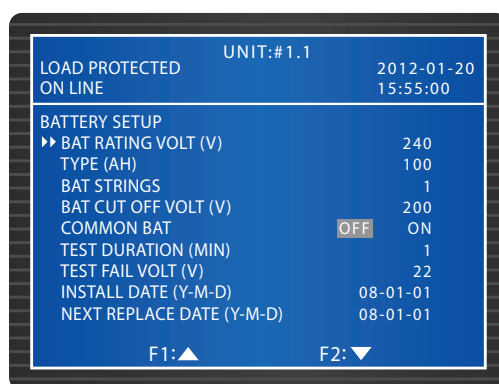 UNIT:#1.1
LOAD PROTECTED 2012-01-20
ON LINE 15:55:00
BATTERY SETUP
BAT RATING VOLT (V) 240
TYPE (AH) 100
BAT STRINGS 1
BAT CUT OFF VOLT (V) 200
COMMON BAT OFF ON
TEST DURATION (MIN) 1
TEST FAIL VOLT (V) 22
INSTALL DATE (Y-M-D) 08-01-01
NEXT REPLACE DATE (Y-M-D) 08-01-01
F1: F2: